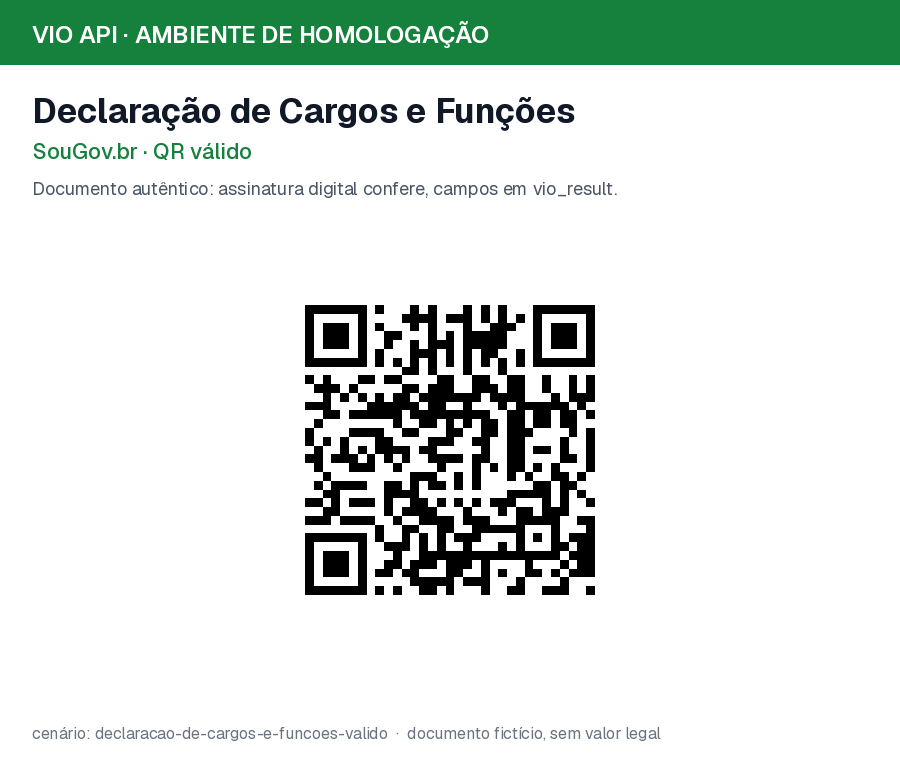 VIO API · AMBIENTE DE HOMOLOGAÇÃO
Declaração de Cargos e Funções
SouGov.br · QR válido
Documento autêntico: assinatura digital confere, campos em vio_result.
cenário: declaracao-de-cargos-e-funcoes-valido · documento fictício, sem valor legal